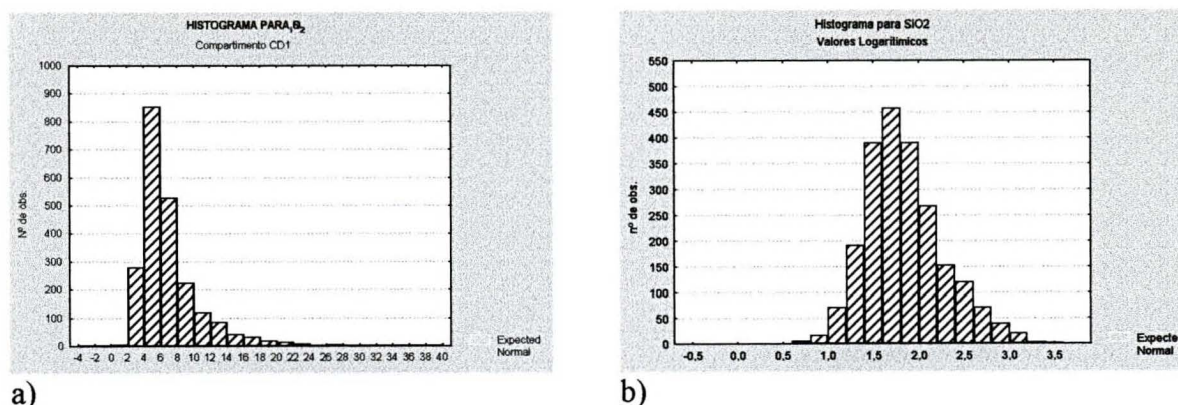 HISTOGRAMA PARA
Compartimento CD1
1000
900
800
700
600
500
400
300
200
100
0
Nº de obs.
-4 -2 0 2 4 6 8 10 12 14 16 18 20 22 24 26 28 30 32 34 36 38 40
Expected
Normal
a)
Histograma para SIO2
Valores Logarítimicos
550
500
450
400
350
300
250
200
150
100
50
0
nº de obs.
-0,5 0,0 0,5 1,0 1,5 2,0 2,5 3,0 3,5
Expecte
Normal
b)